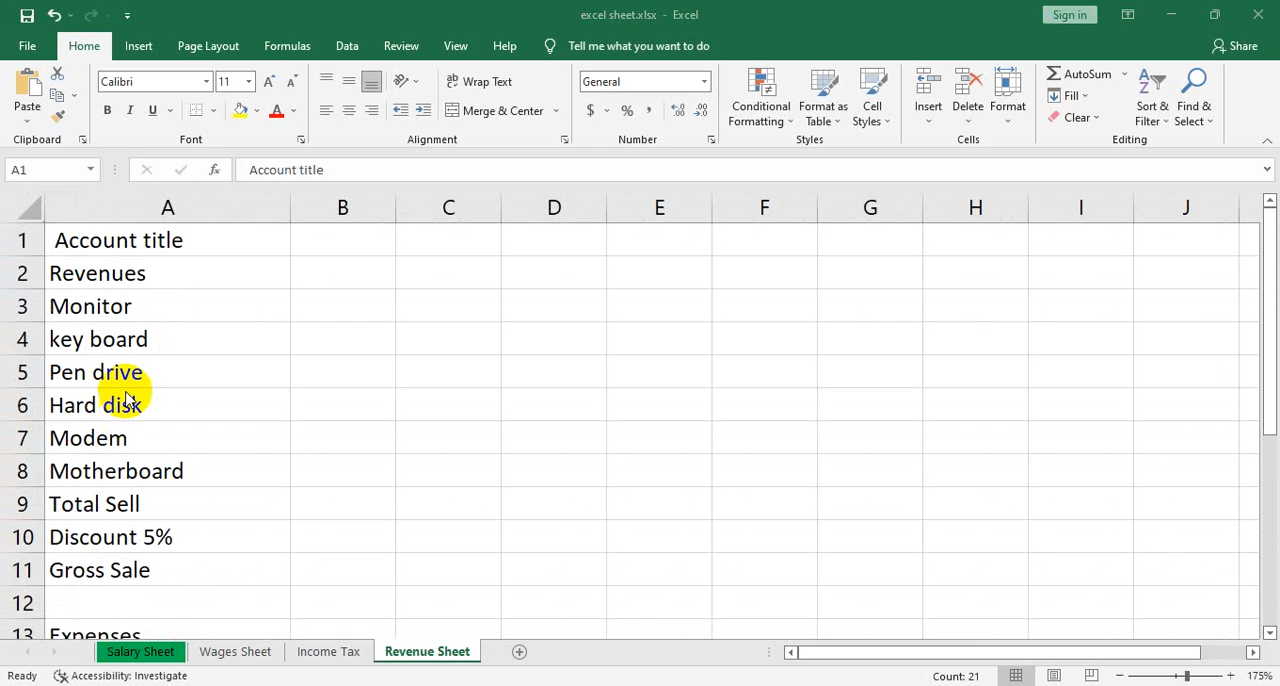 excel sheet.xlsx - Excel
Sign in
File Home Insert Page Layout Formulas Data Review View Help Tell me what you want to do Share
Paste
Calibri 11
Wrap Text
General
Conditional Formatting
Format as Table
Cell Styles
Insert
Delete
Format
AutoSum
Fill
Clear
Sort & Filter
Find & Select
B I U A
Merge & Center
$ % ,
Clipboard Font Alignment Number Styles Cells Editing
A1 fx Account title
A B C D E F G H I J
1 Account title
2 Revenues
3 Monitor
4 key board
5 Pen drive
6 Hard disk
7 Modem
8 Motherboard
9 Total Sell
10 Discount 5%
11 Gross Sale
12
13 Expenses
Salary Sheet Wages Sheet Income Tax Revenue Sheet
Ready Accessibility: Investigate Count: 21 175%